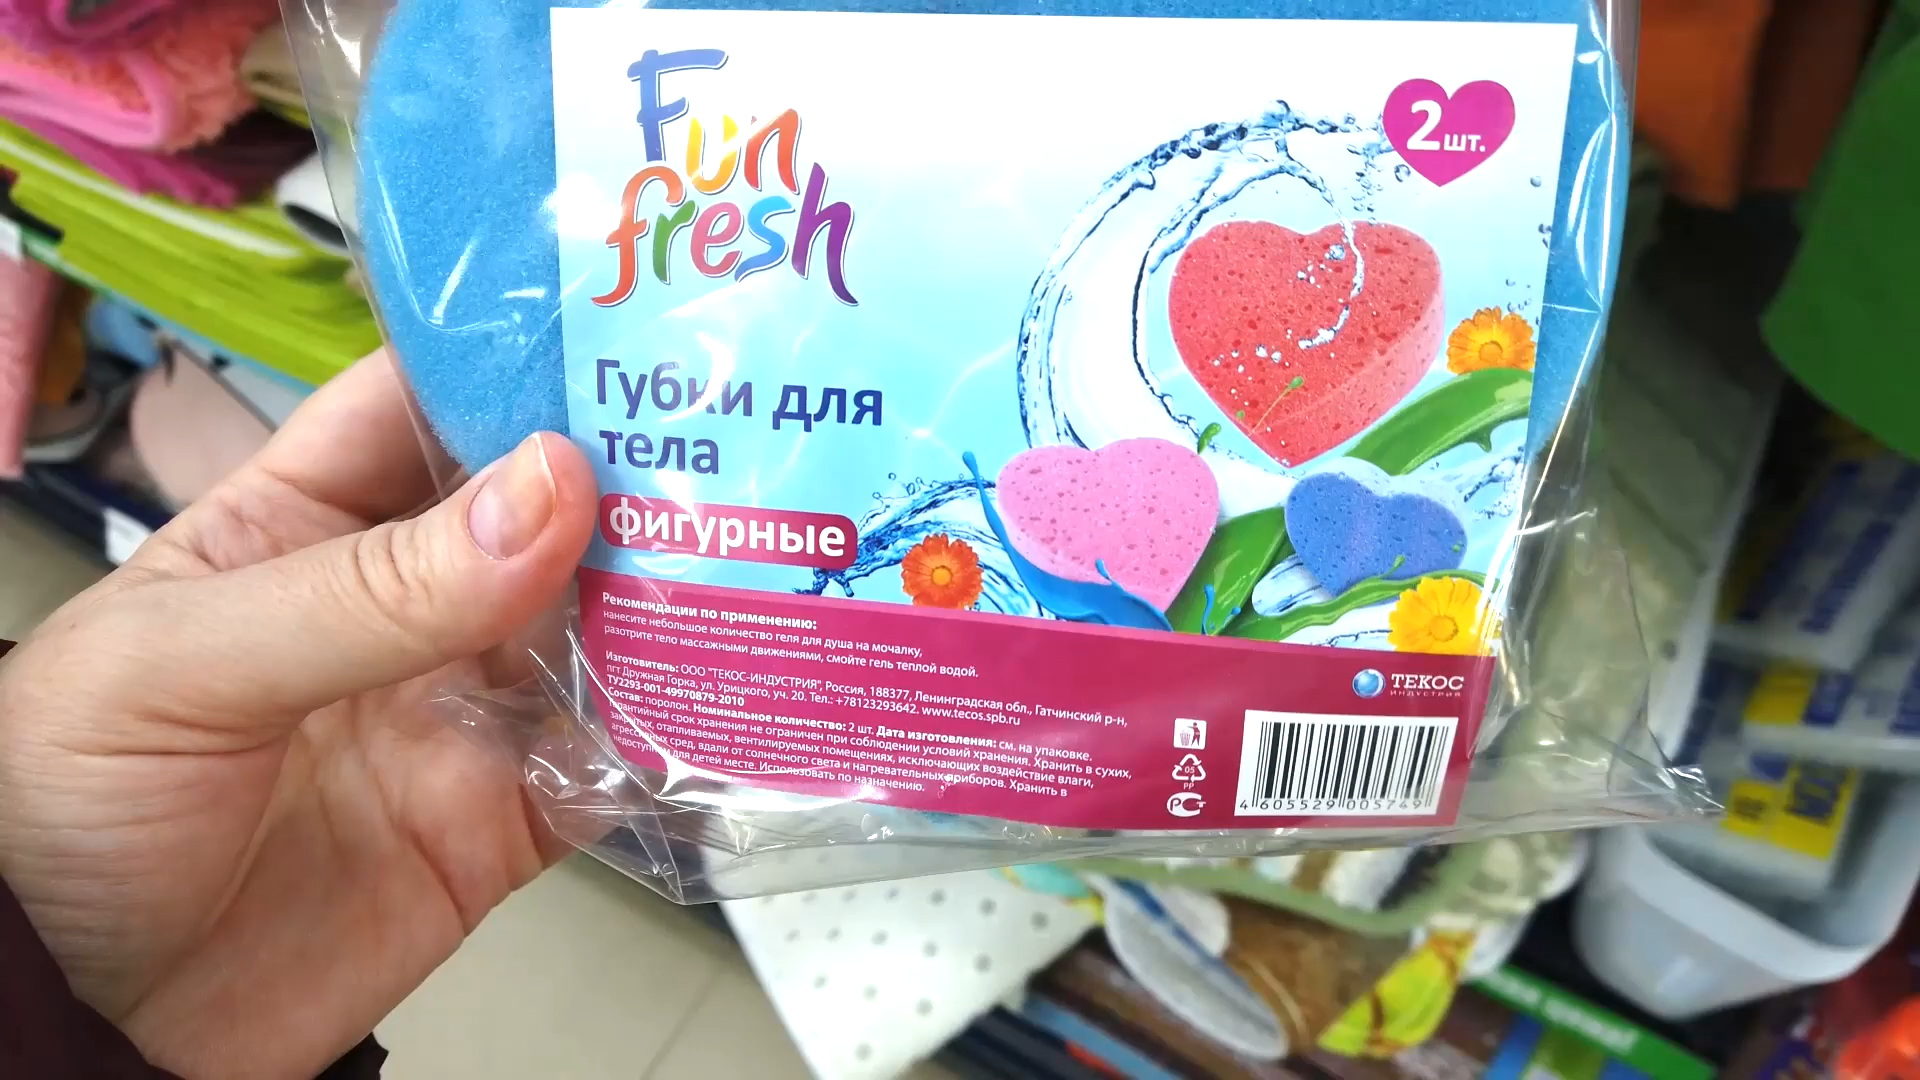 Fun
fresh
2 шт.
Губки для
тела
фигурные
Рекомендации по применению:
нанесите небольшое количество геля для душа на мочалку,
разотрите тело массажными движениями, смойте гель теплой водой.
Изготовитель: ООО "ТЕКОС-ИНДУСТРИЯ", Россия, 188377, Ленинградская обл., Гатчинский р-н,
пгт Дружная Горка, ул. Урицкого, уч. 20. Тел.: +78123293642. www.tecos.spb.ru
ТУ2293-001-49970879-2010
Состав: поролон. Номинальное количество: 2 шт. Дата изготовления: см. на упаковке.
Гарантийный срок хранения не ограничен при соблюдении условий хранения. Хранить в сухих,
закрытых, отапливаемых, вентилируемых помещениях, исключающих воздействие влаги,
агрессивных сред, вдали от солнечного света и нагревательных приборов. Хранить в
недоступном для детей месте. Использовать по назначению.
ТЕКОС
ИНДУСТРИЯ
05
PP
РСТ
4 605529 005749